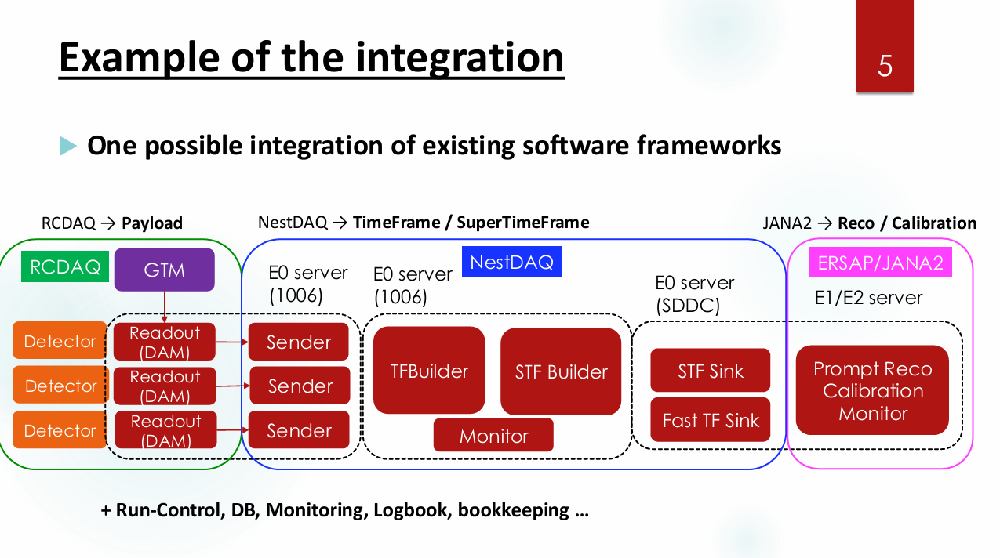 Example of the integration
5
One possible integration of existing software frameworks
RCDAQ → Payload
NestDAQ → TimeFrame / SuperTimeFrame
JANA2 → Reco / Calibration
RCDAQ
GTM
Detector
Readout
(DAM)
Detector
Readout
(DAM)
Detector
Readout
(DAM)
NestDAQ
E0 server
(1006)
Sender
Sender
Sender
E0 server
(1006)
TFBuilder
STF Builder
Monitor
E0 server
(SDDC)
STF Sink
Fast TF Sink
ERSAP/JANA2
E1/E2 server
Prompt Reco
Calibration
Monitor
+ Run-Control, DB, Monitoring, Logbook, bookkeeping …